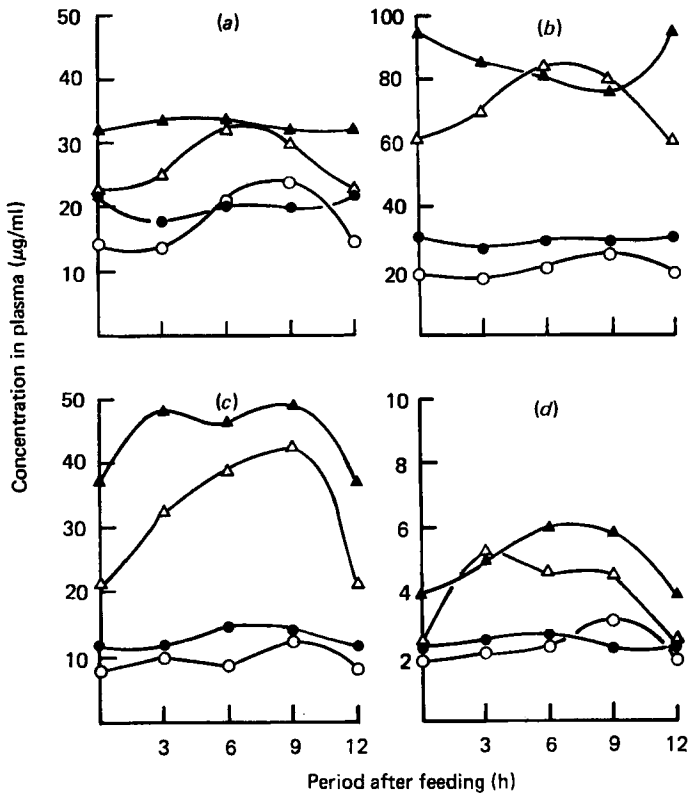 50
40
30
20
10
(a)
100
80
60
40
20
(b)
Concentration in plasma (μg/ml)
50
40
30
20
10
(c)
3 6 9 12
10
8
6
4
2
(d)
3 6 9 12
Period after feeding (h)